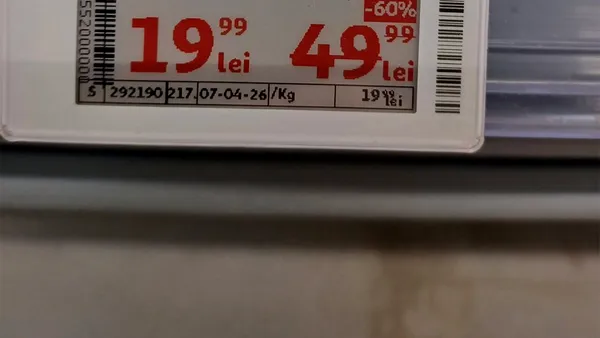 -60%
19 99 lei 49 99 lei
S 292190 217. 07-04-26 /Kg 19 99 lei